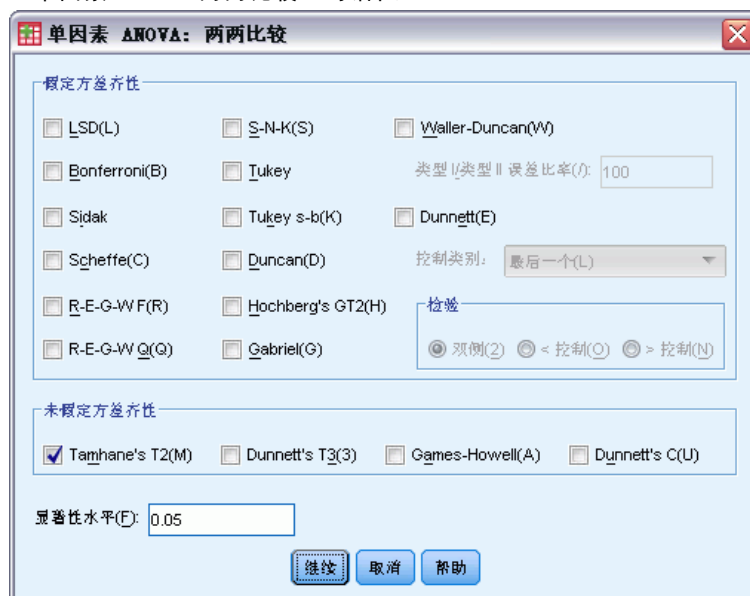 单因素 ANOVA: 两两比较
假定方差齐性
LSD(L) S-N-K(S) Waller-Duncan(W)
Bonferroni(B) Tukey 类型 I/类型 II 误差比率(/): 100
Sidak Tukey s-b(K) Dunnett(E)
Scheffe(C) Duncan(D) 控制类别: 最后一个(L)
R-E-G-W F(R) Hochberg's GT2(H) 检验
R-E-G-W Q(Q) Gabriel(G) 双侧(2) < 控制(O) > 控制(N)
未假定方差齐性
Tamhane's T2(M) Dunnett's T3(3) Games-Howell(A) Dunnett's C(U)
显著性水平(F): 0.05
继续 取消 帮助